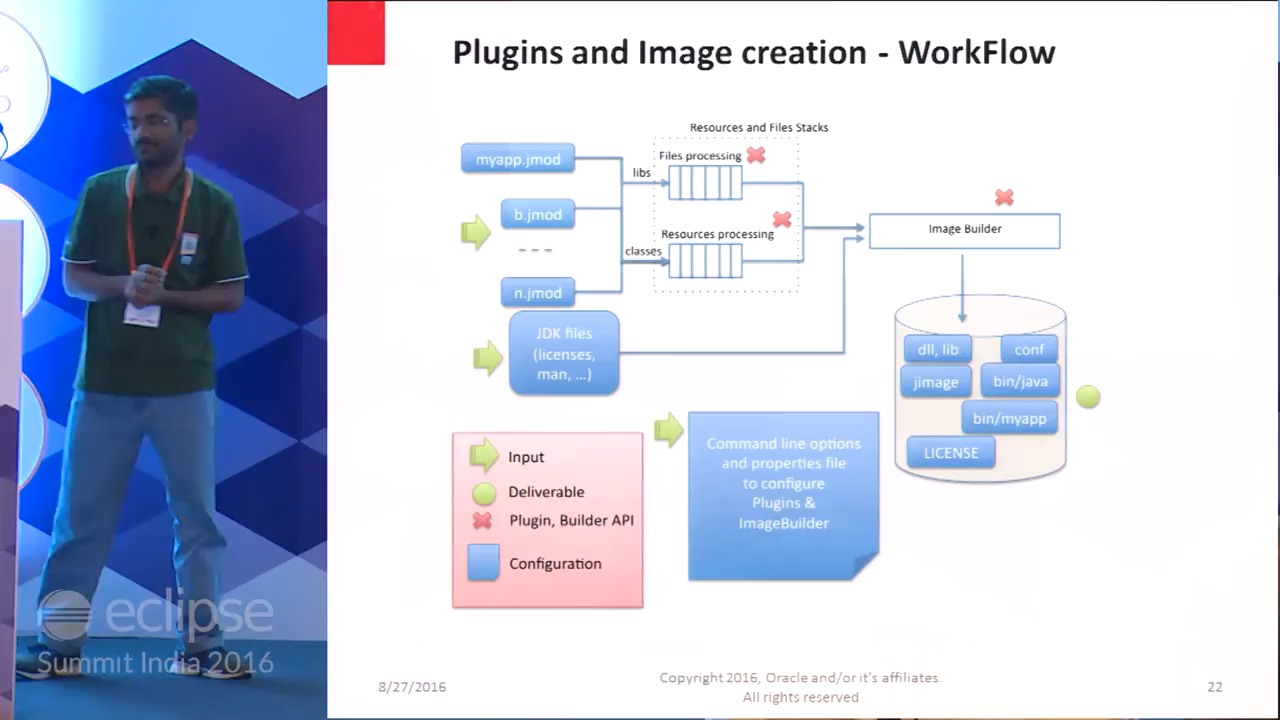 Plugins and Image creation - WorkFlow
Resources and Files Stacks
myapp.jmod
libs
Files processing
b.jmod
- - -
classes
Resources processing
n.jmod
Image Builder
JDK files
(licenses,
man, ...)
dll, lib
conf
jimage
bin/java
bin/myapp
LICENSE
Input
Deliverable
Plugin, Builder API
Configuration
Command line options
and properties file
to configure
Plugins &
ImageBuilder
eclipse
Summit India 2016
8/27/2016
Copyright 2016, Oracle and/or it's affiliates.
All rights reserved
22